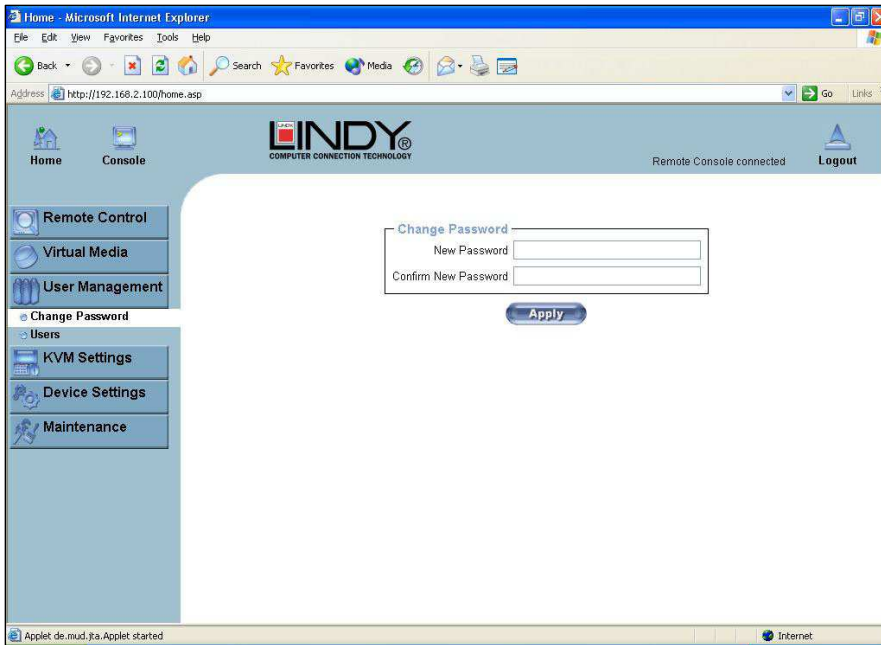 Home - Microsoft Internet Explorer
File Edit View Favorites Tools Help
Back Search Favorites Media
Address http://192.168.2.100/home.asp Go Links
Home Console LINDY® Remote Console connected Logout
COMPUTER CONNECTION TECHNOLOGY
Remote Control
Virtual Media
User Management
Change Password
Users
KVM Settings
Device Settings
Maintenance
Change Password
New Password
Confirm New Password
Apply
Applet de.mud.jta.Applet started Internet